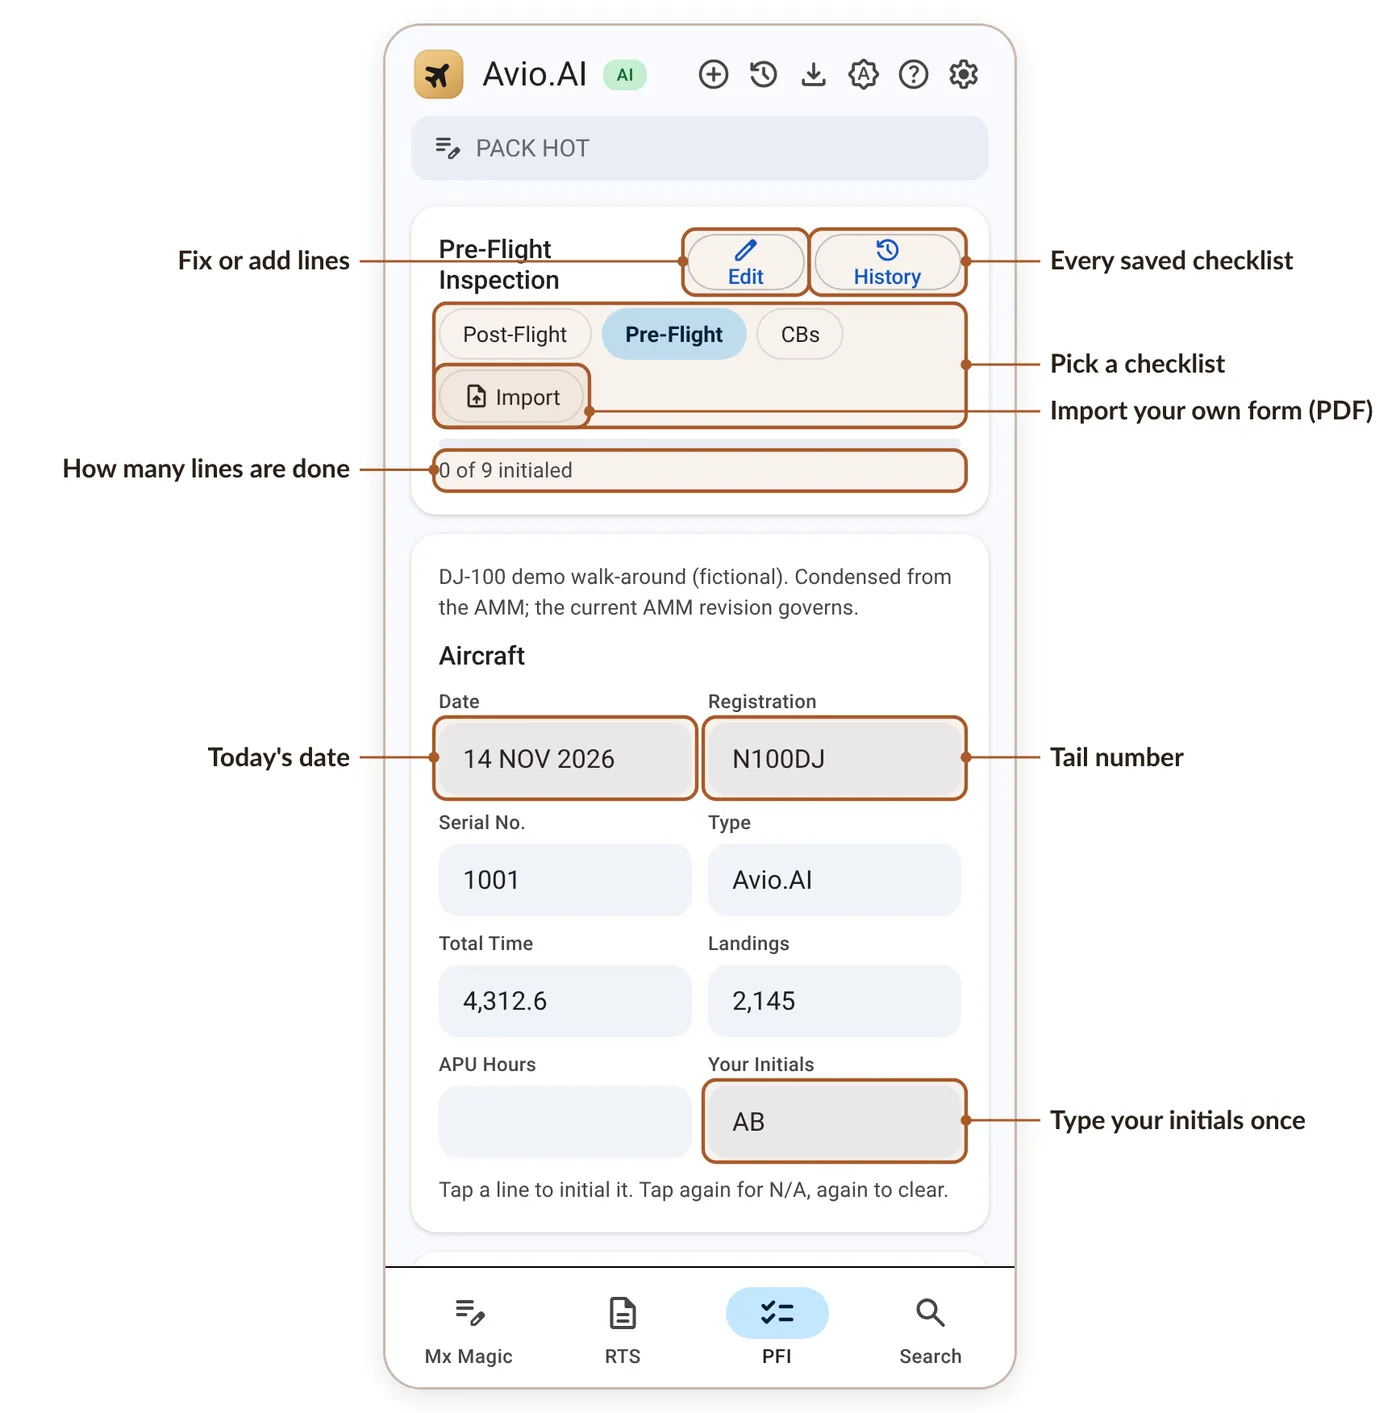 Avio.AI AI
PACK HOT
Fix or add lines
Pre-Flight
Inspection
Edit
History
Every saved checklist
Post-Flight
Pre-Flight
CBs
Pick a checklist
Import
Import your own form (PDF)
How many lines are done
0 of 9 initialed
DJ-100 demo walk-around (fictional). Condensed from
the AMM; the current AMM revision governs.
Aircraft
Date
Registration
Today's date
14 NOV 2026
N100DJ
Tail number
Serial No.
Type
1001
Avio.AI
Total Time
Landings
4,312.6
2,145
APU Hours
Your Initials
AB
Type your initials once
Tap a line to initial it. Tap again for N/A, again to clear.
Mx Magic
RTS
PFI
Search